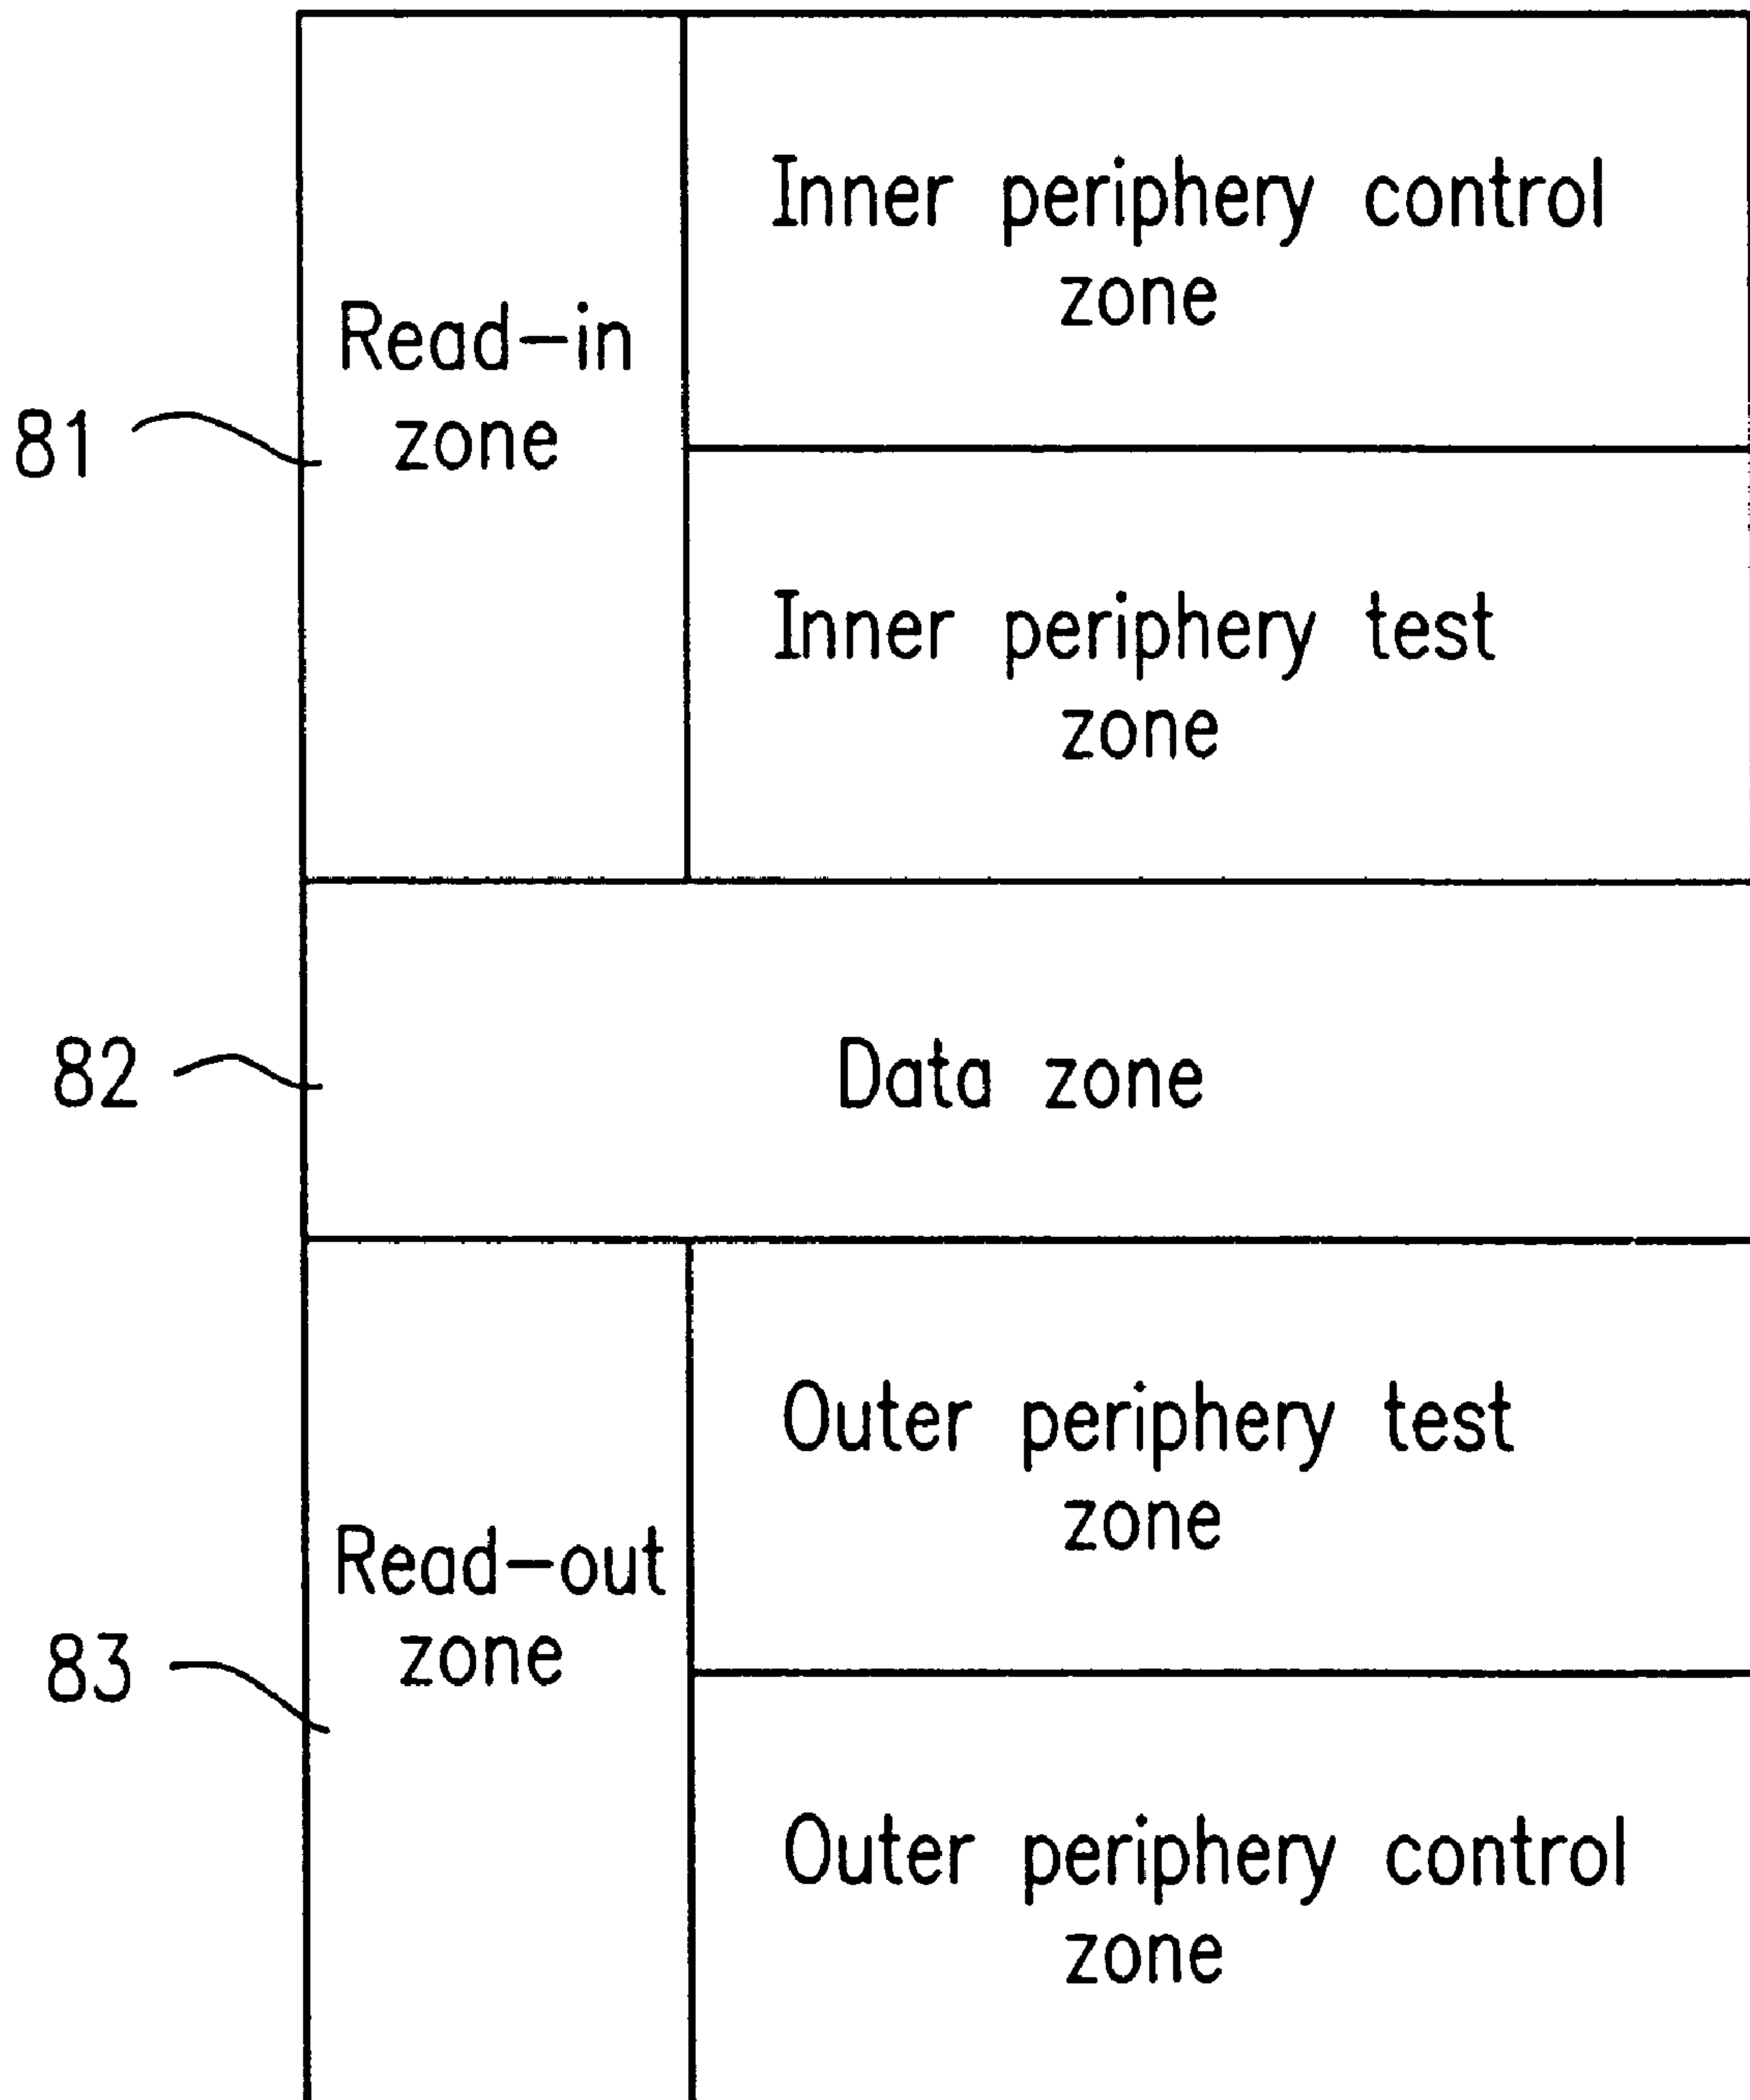 Inner periphery control
zone
Read-in
zone
81
Inner periphery test
zone
82
Data zone
Outer periphery test
zone
Read-out
zone
83
Outer periphery control
zone